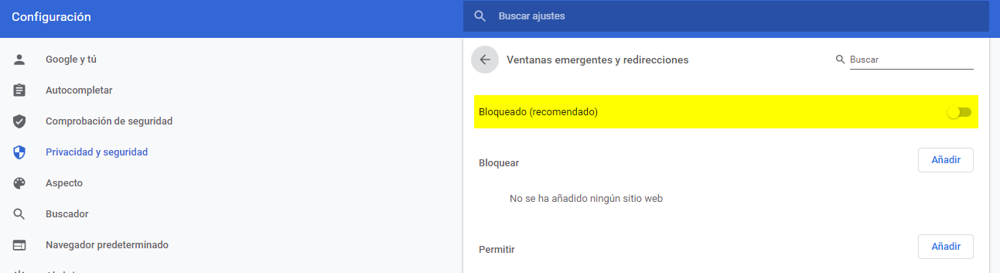 Configuración
Buscar ajustes
Google y tú
Autocompletar
Comprobación de seguridad
Privacidad y seguridad
Aspecto
Buscador
Navegador predeterminado
Ventanas emergentes y redirecciones
Buscar
Bloqueado (recomendado)
Bloquear
Añadir
No se ha añadido ningún sitio web
Permitir
Añadir